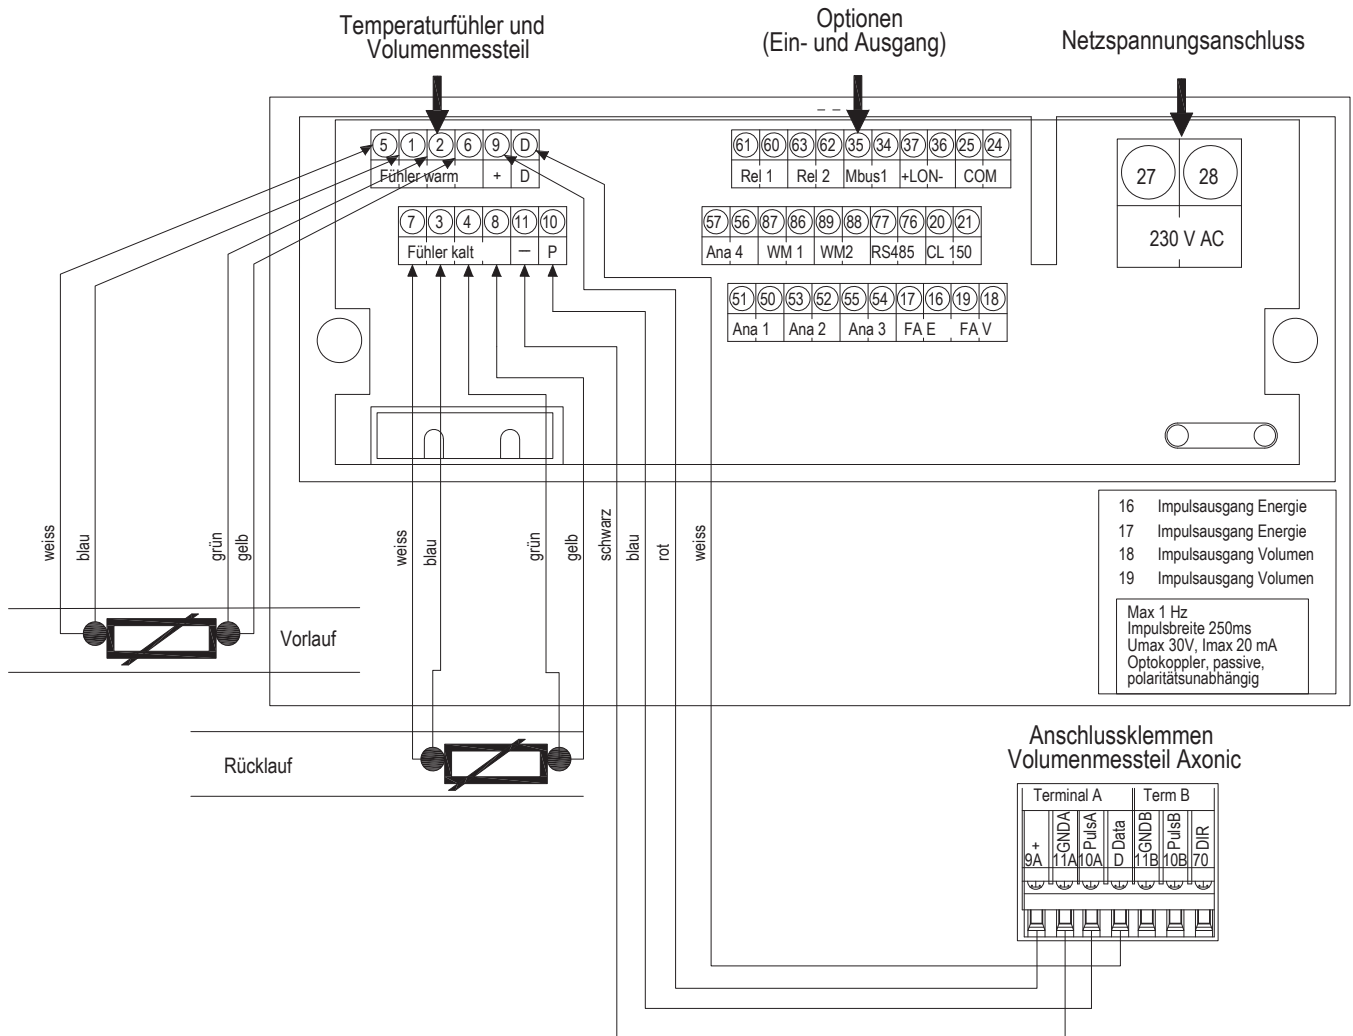 Temperaturfühler und
Volumenmessteil
Optionen
(Ein- und Ausgang)
Netzspannungsanschluss
5 1 2 6 9 D
Fühler warm + D
7 3 4 8 11 10
Fühler kalt — P
61 60 63 62 35 34 37 36 25 24
Rel 1 Rel 2 Mbus1 +LON- COM
57 56 87 86 89 88 77 76 20 21
Ana 4 WM 1 WM2 RS485 CL 150
51 50 53 52 55 54 17 16 19 18
Ana 1 Ana 2 Ana 3 FA E FA V
27 28
230 V AC
weiss
blau
grün
gelb
weiss
blau
grün
gelb
schwarz
blau
rot
weiss
Vorlauf
Rücklauf
16 Impulsausgang Energie
17 Impulsausgang Energie
18 Impulsausgang Volumen
19 Impulsausgang Volumen
Max 1 Hz
Impulsbreite 250ms
Umax 30V, Imax 20 mA
Optokoppler, passive,
polaritätsunabhängig
Anschlussklemmen
Volumenmessteil Axonic
Terminal A Term B
+ GNDA PulsA Data GNDB PulsB DIR
9A 11A 10A D 11B 10B 70